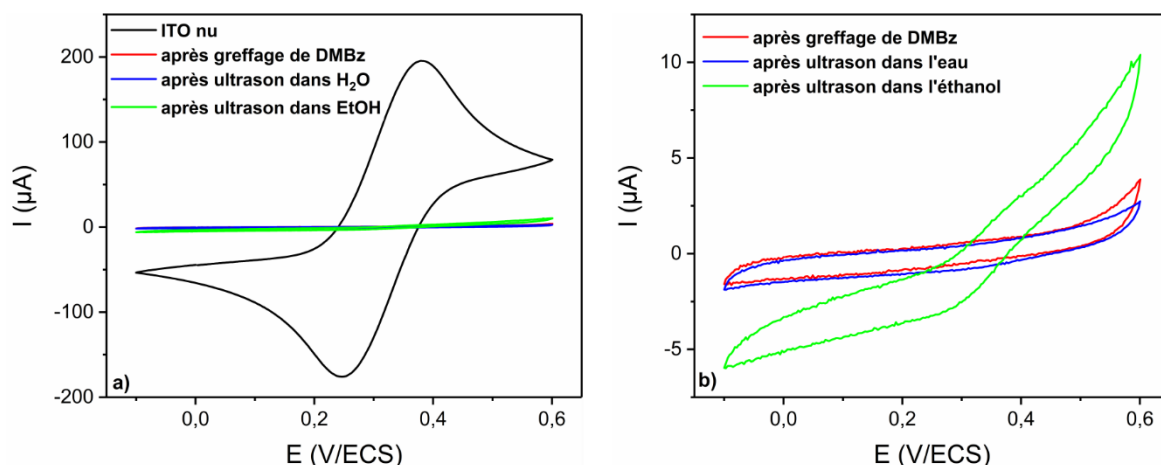 ITO nu
après greffage de DMBz
après ultrason dans H₂O
après ultrason dans EtOH
200
100
0
-100
-200
I (µA)
a)
0,0
0,2
0,4
0,6
E (V/ECS)
après greffage de DMBz
après ultrason dans l'eau
après ultrason dans l'éthanol
10
5
0
-5
I (µA)
b)
0,0
0,2
0,4
0,6
E (V/ECS)